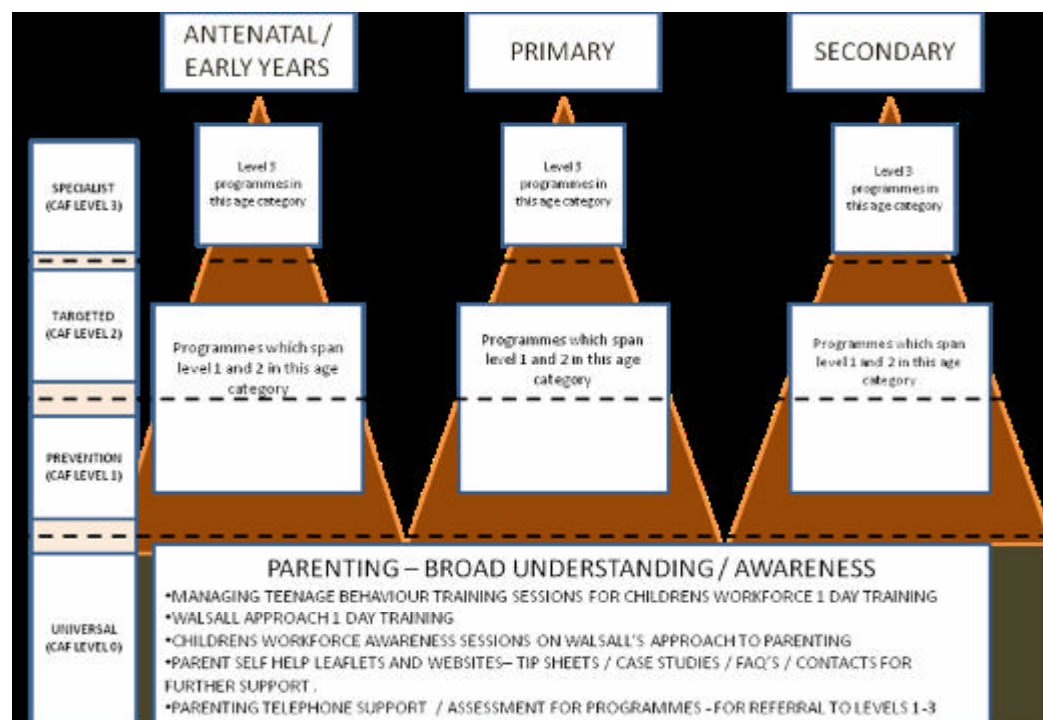 ANTENATAL /
EARLY YEARS
PRIMARY
SECONDARY
SPECIALIST
(CAF LEVEL 3)
Level 3
programmes in
this age category
Level 3
programmes in
this age category
Level 3
programmes in
this age category
TARGETED
(CAF LEVEL 2)
Programmes which span
level 1 and 2 in this age
category
Programmes which span
level 1 and 2 in this age
category
Programmes which span
level 1 and 2 in this age
category
PREVENTION
(CAF LEVEL 1)
UNIVERSAL
(CAF LEVEL 0)
PARENTING – BROAD UNDERSTANDING / AWARENESS
•MANAGING TEENAGE BEHAVIOUR TRAINING SESSIONS FOR CHILDRENS WORKFORCE 1 DAY TRAINING
•WALSALL APPROACH 1 DAY TRAINING
•CHILDRENS WORKFORCE AWARENESS SESSIONS ON WALSALL'S APPROACH TO PARENTING
•PARENT SELF HELP LEAFLETS AND WEBSITES– TIP SHEETS / CASE STUDIES / FAQ'S / CONTACTS FOR
FURTHER SUPPORT .
•PARENTING TELEPHONE SUPPORT / ASSESSMENT FOR PROGRAMMES - FOR REFERRAL TO LEVELS 1-3